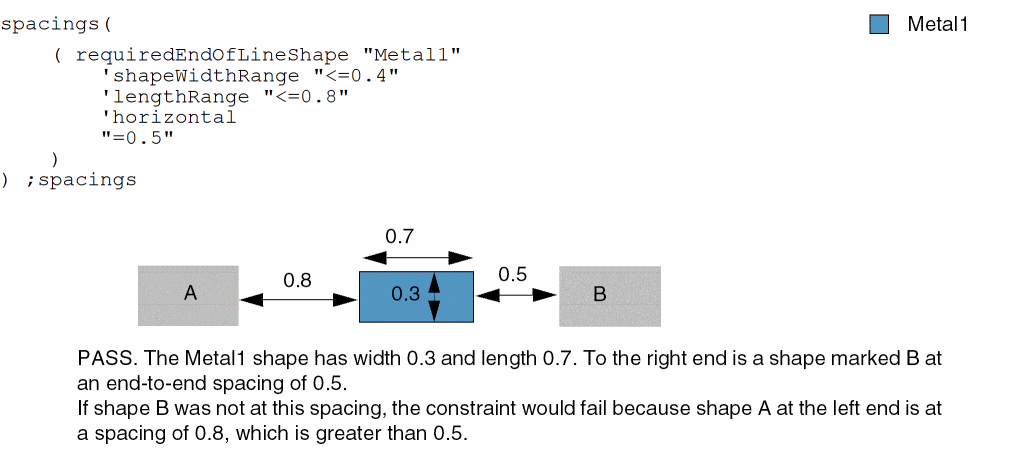 spacings(
Metal1
( requiredEndOfLineShape "Metal1"
'shapeWidthRange "<=0.4"
'lengthRange "<=0.8"
'horizontal
"=0.5"
)
) ;spacings
0.7
0.8
0.5
A
0.3
B
PASS. The Metal1 shape has width 0.3 and length 0.7. To the right end is a shape marked B at
an end-to-end spacing of 0.5.
If shape B was not at this spacing, the constraint would fail because shape A at the left end is at
a spacing of 0.8, which is greater than 0.5.